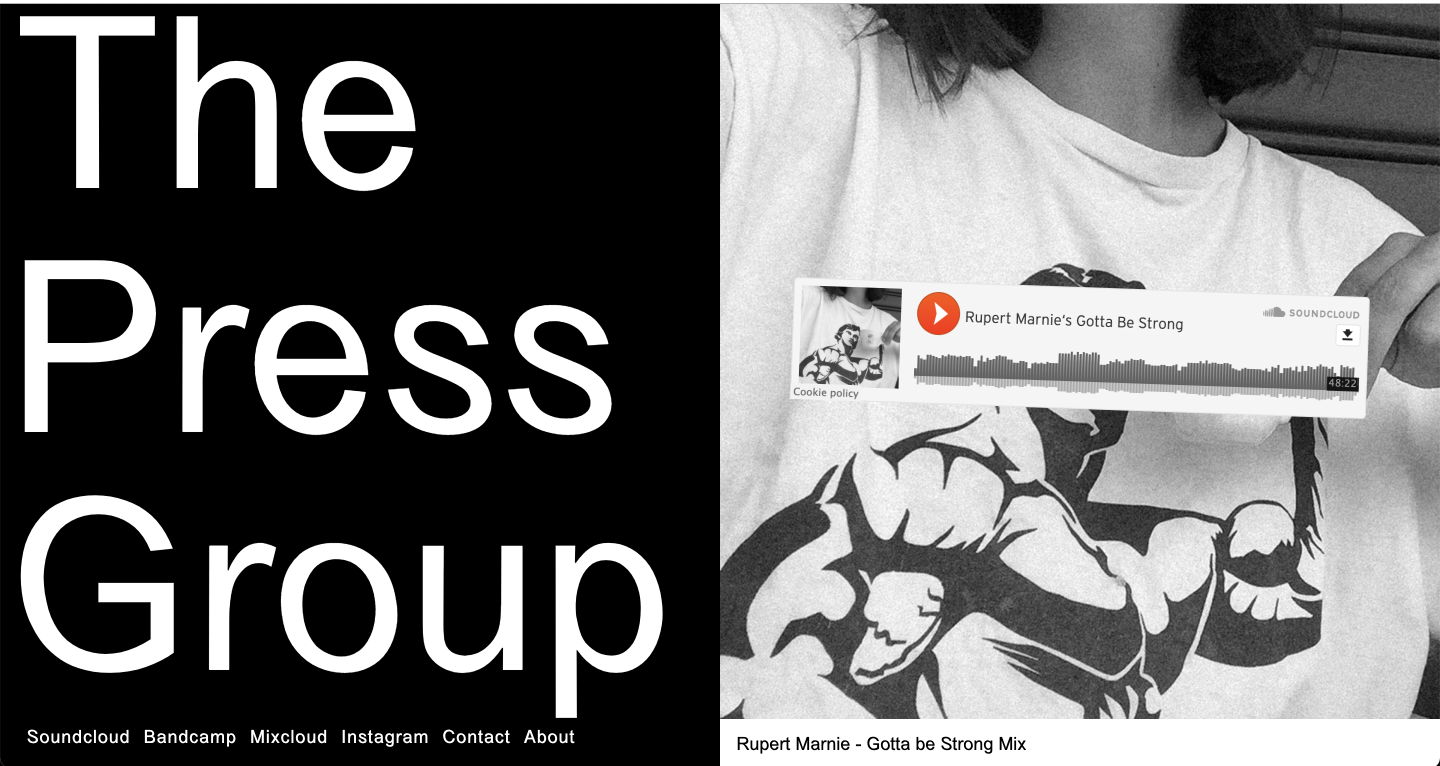 The
Press
Group
Soundcloud Bandcamp Mixcloud Instagram Contact About
Rupert Marnie's Gotta Be Strong
SOUNDCLOUD
48:22
Cookie policy
Rupert Marnie - Gotta be Strong Mix